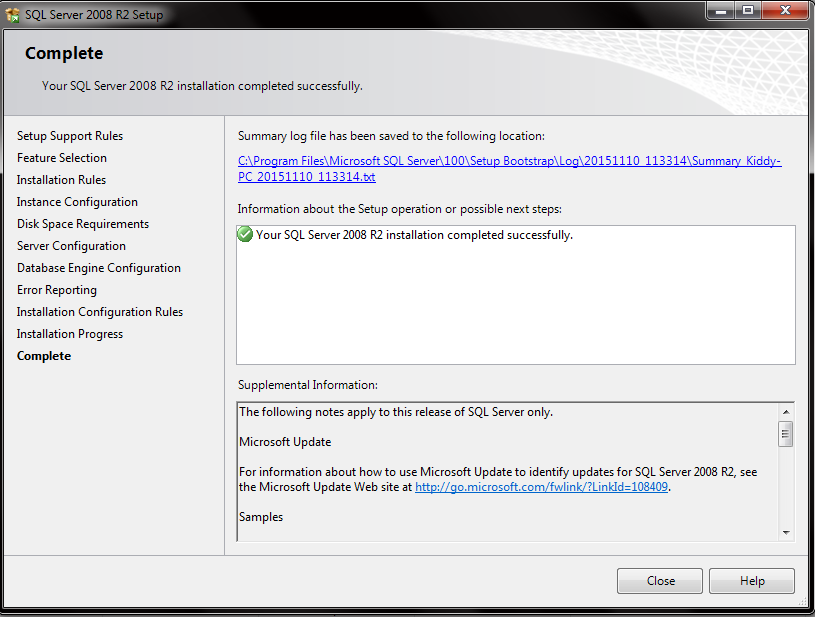 SQL Server 2008 R2 Setup
Complete
Your SQL Server 2008 R2 installation completed successfully.
Setup Support Rules
Feature Selection
Installation Rules
Instance Configuration
Disk Space Requirements
Server Configuration
Database Engine Configuration
Error Reporting
Installation Configuration Rules
Installation Progress
Complete
Summary log file has been saved to the following location:
C:\Program Files\Microsoft SQL Server\100\Setup Bootstrap\Log\20151110_113314\Summary_Kiddy-
PC_20151110_113314.txt
Information about the Setup operation or possible next steps:
Your SQL Server 2008 R2 installation completed successfully.
Supplemental Information:
The following notes apply to this release of SQL Server only.
Microsoft Update
For information about how to use Microsoft Update to identify updates for SQL Server 2008 R2, see
the Microsoft Update Web site at http://go.microsoft.com/fwlink/?LinkId=108409.
Samples
Close
Help